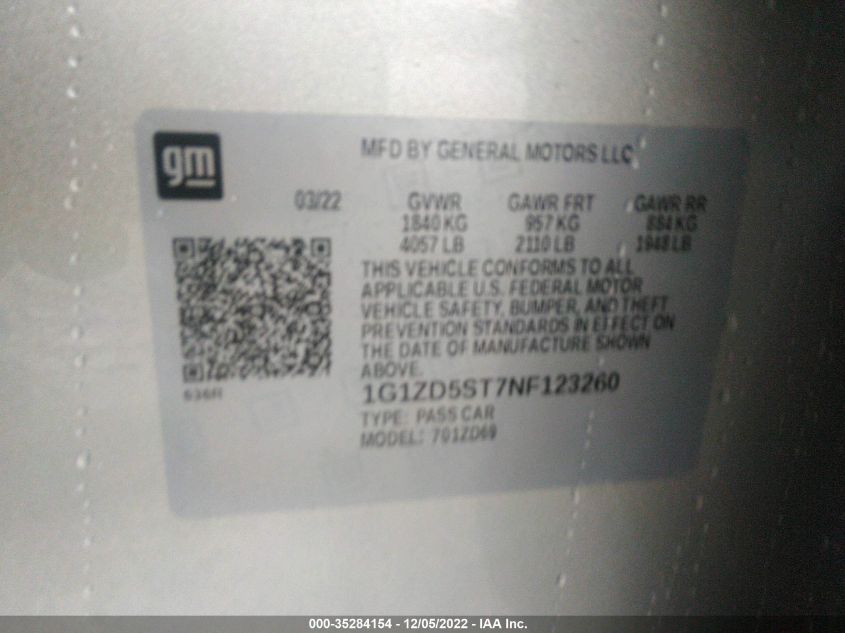 gm
MFD BY GENERAL MOTORS LLC
03/22 GVWR GAWR FRT GAWR RR
1840 KG 957 KG 884 KG
4057 LB 2110 LB 1948 LB
THIS VEHICLE CONFORMS TO ALL
APPLICABLE U.S. FEDERAL MOTOR
VEHICLE SAFETY, BUMPER, AND THEFT
PREVENTION STANDARDS IN EFFECT ON
THE DATE OF MANUFACTURE SHOWN
ABOVE.
1G1ZD5ST7NF123260
TYPE: PASS CAR
MODEL:
000-35284154 - 12/05/2022 - IAA Inc.